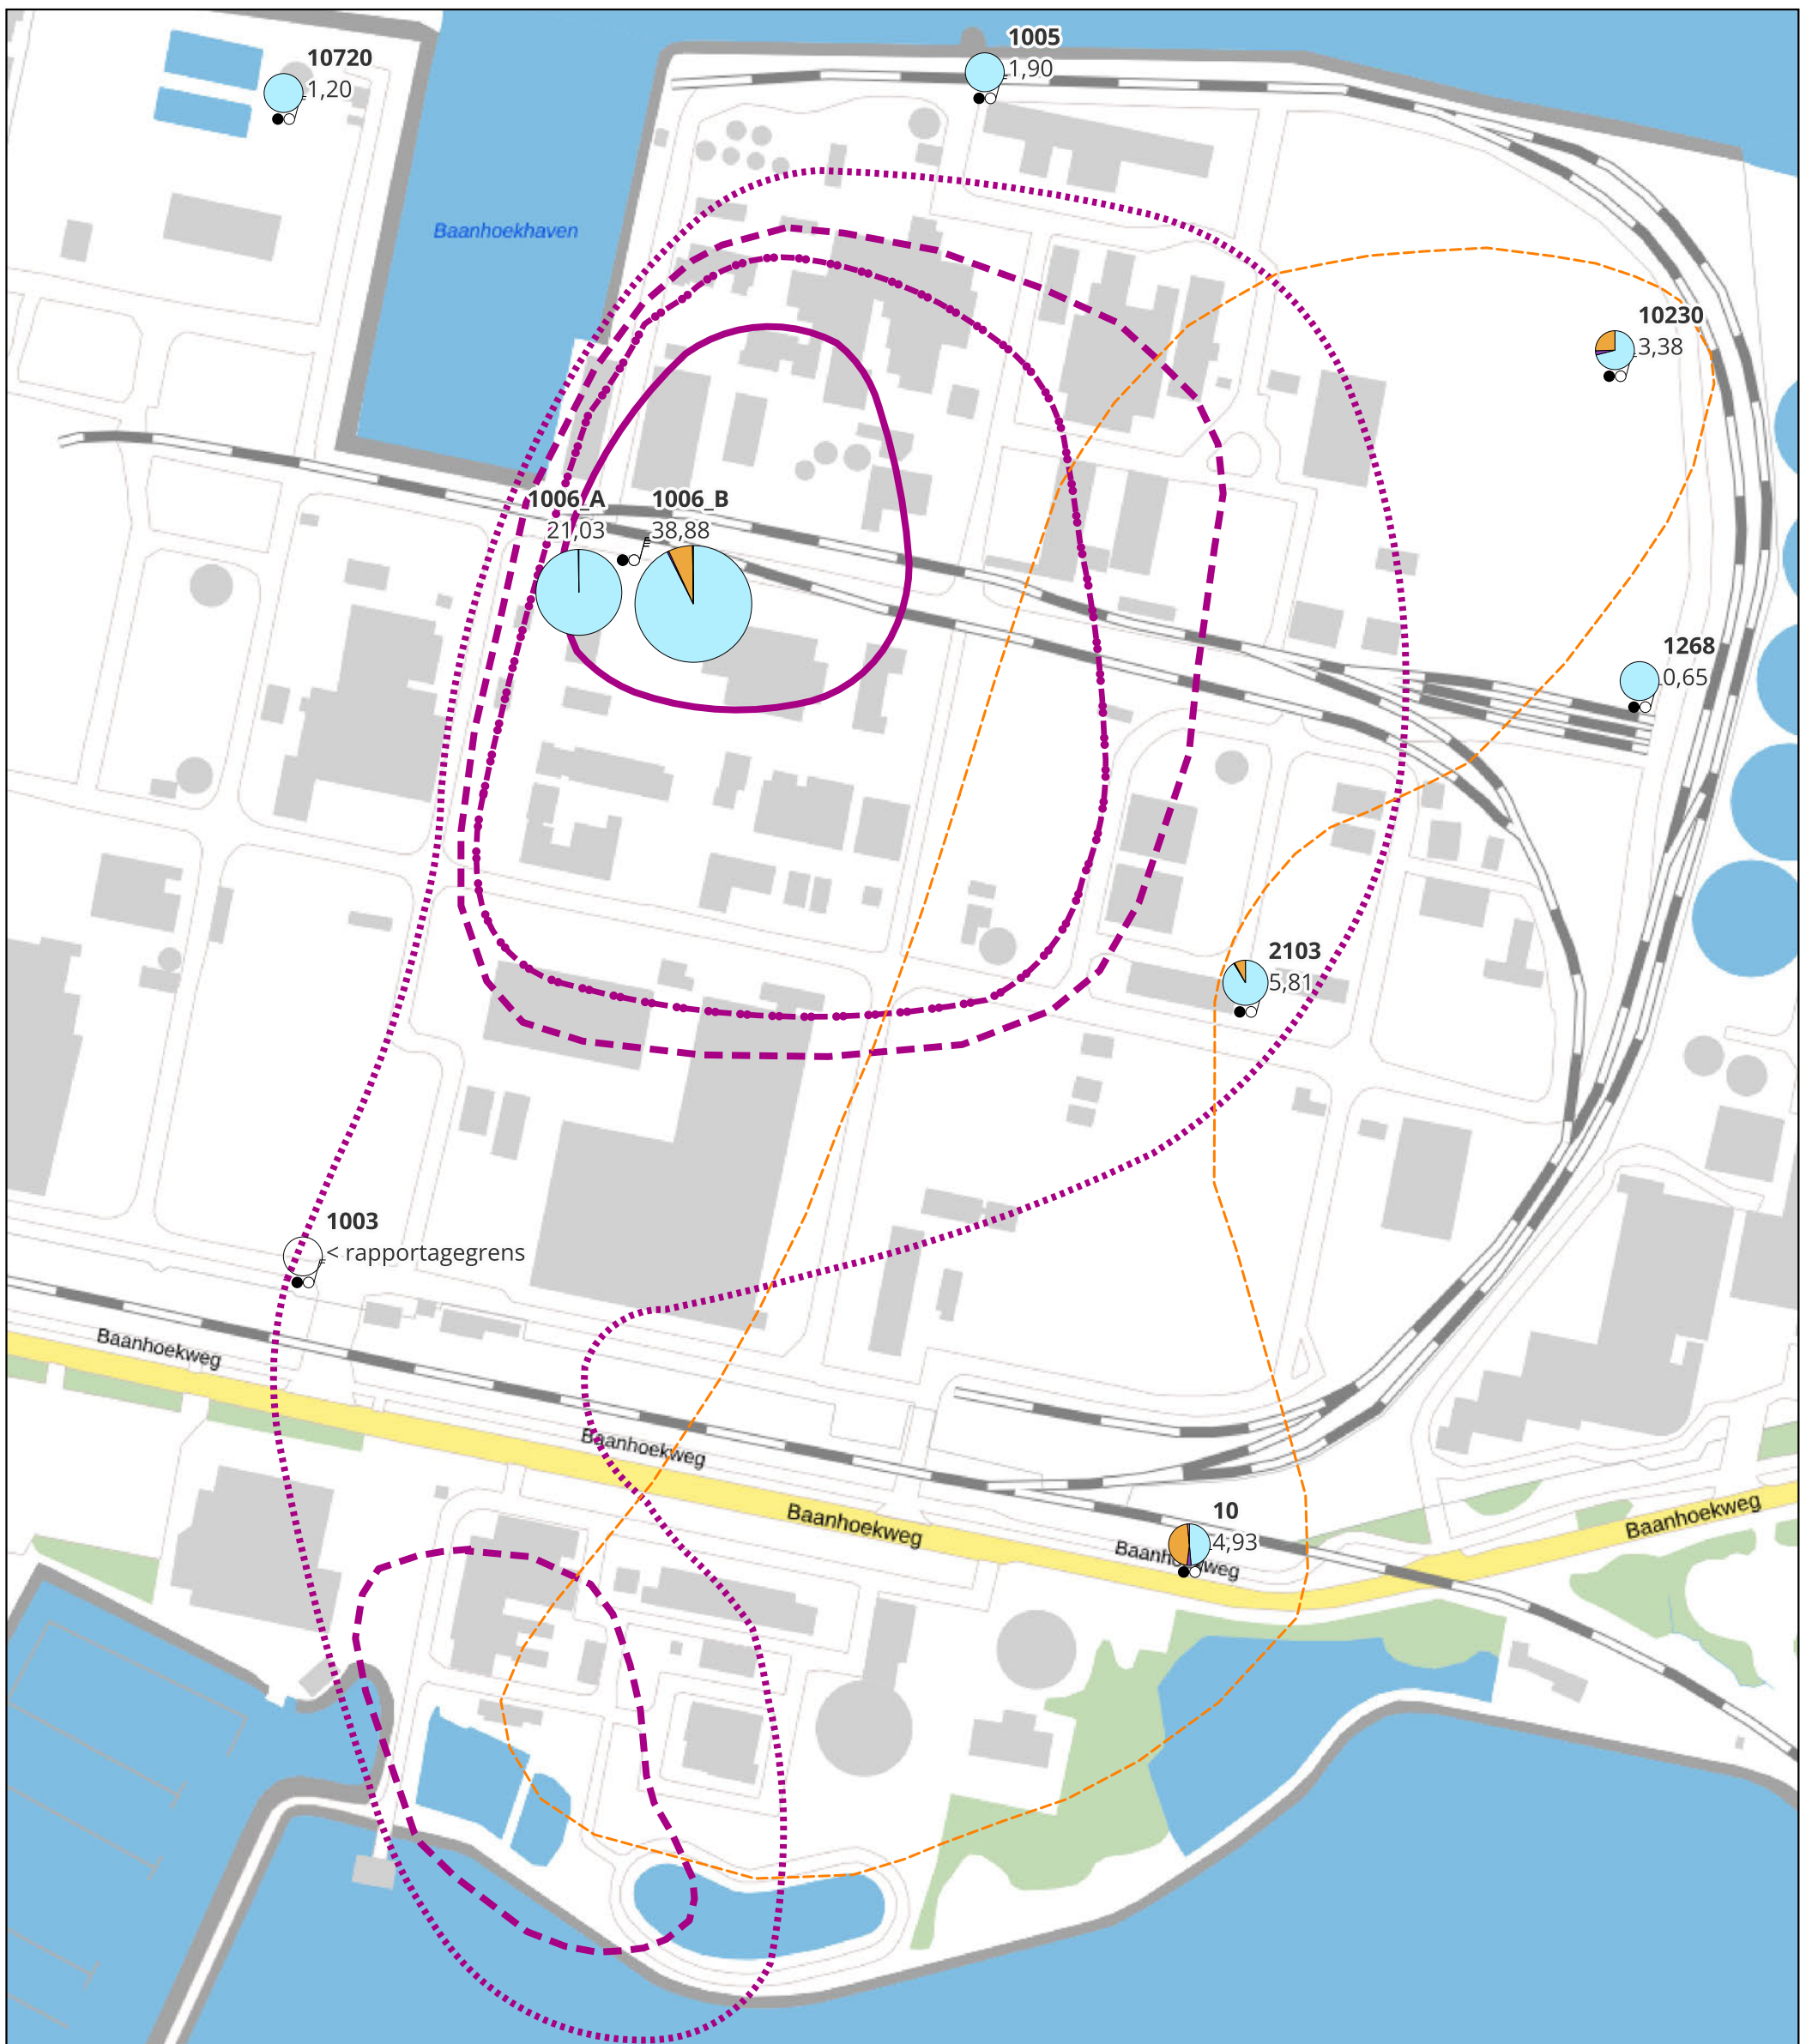 1005
1,90
10720
1,20
Baanhoekhaven
10230
3,38
1006_A
21,03
1006_B
38,88
1268
0,65
2103
5,81
1003
< rapportagegrens
Baanhoekweg
Baanhoekweg
Baanhoekweg
10
4,93
Baanhoekweg
Baanhoekweg